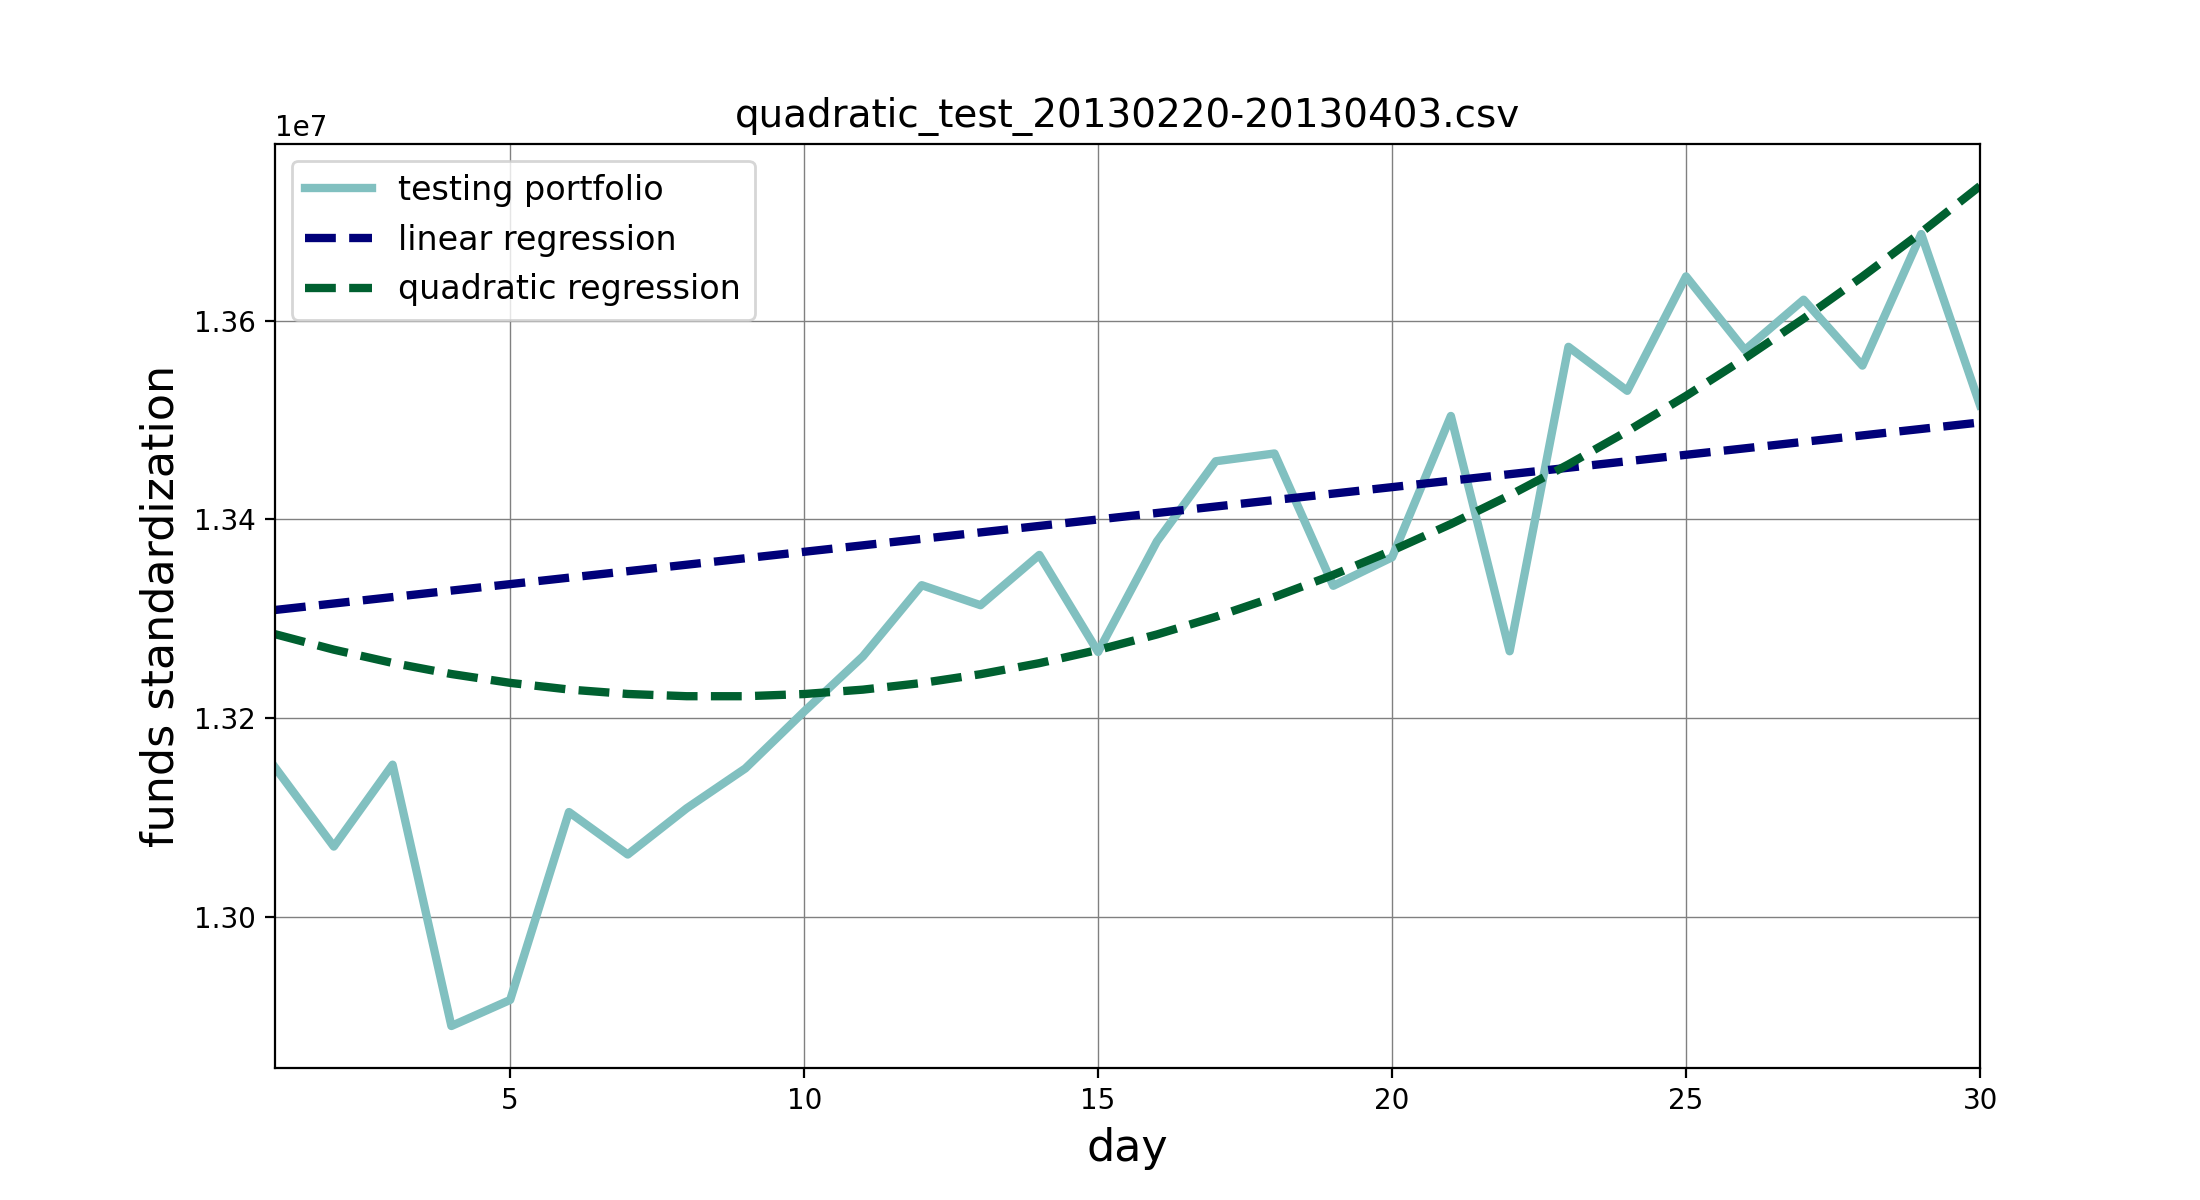 quadratic_test_20130220-20130403.csv
1e7
testing portfolio
linear regression
quadratic regression
1.36
1.34
1.32
1.30
funds standardization
5 10 15 20 25 30
day